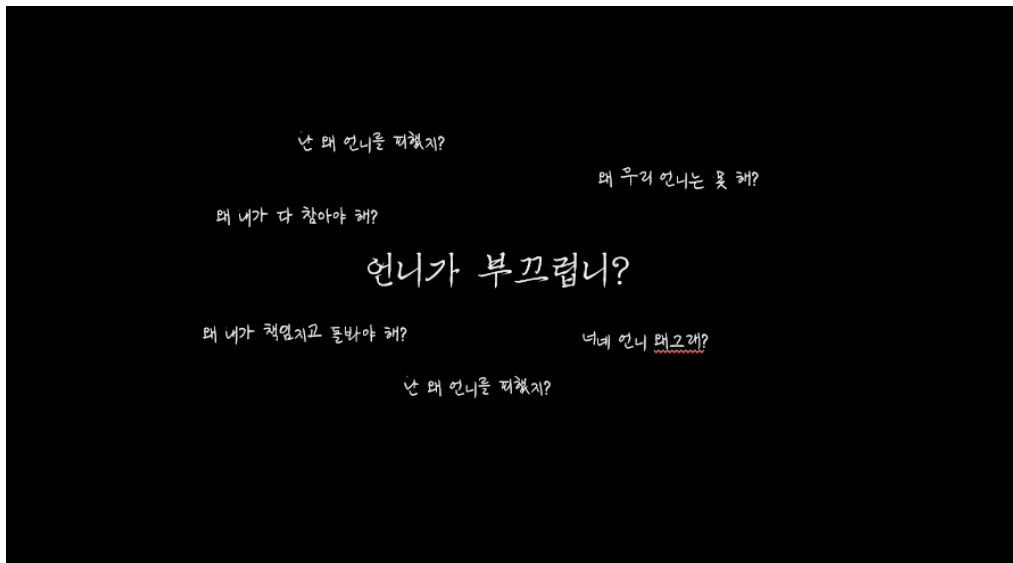 난 왜 언니를 피했지?
왜 우리 언니는 못 해?
왜 내가 다 참아야 해?
언니가 부끄럽니?
왜 내가 책임지고 돌봐야 해?
너네 언니 왜그래?
난 왜 언니를 피했지?